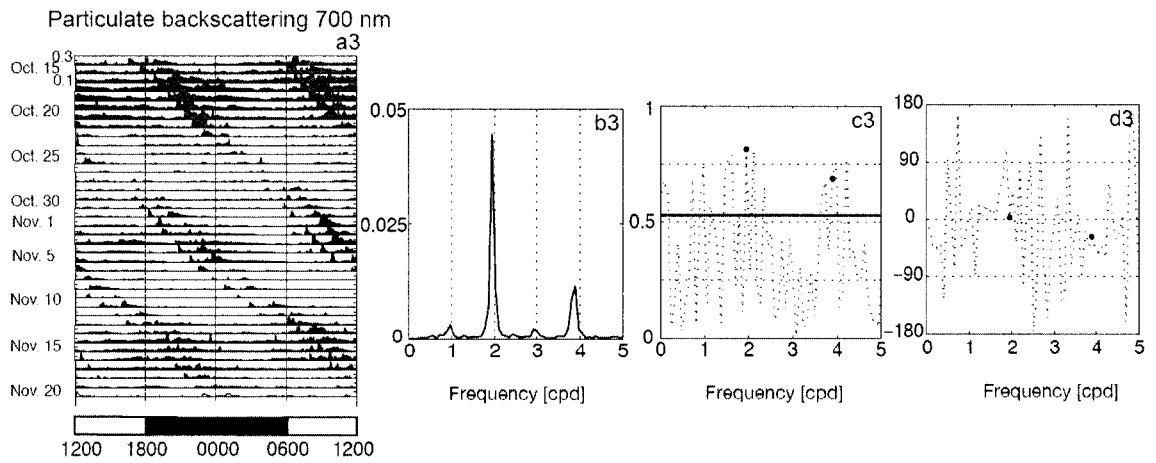 Particulate backscattering 700 nm
a3
0.3
Oct. 15
0.1
Oct. 20
Oct. 25
Oct. 30
Nov. 1
Nov. 5
Nov. 10
Nov. 15
Nov. 20
1200 1800 0000 0600 1200
b3
0.05
0.025
0
0 1 2 3 4 5
Frequency [cpd]
c3
1
0.5
0
0 1 2 3 4 5
Frequency [cpd]
d3
180
90
0
-90
-180
0 1 2 3 4 5
Frequency [cpd]